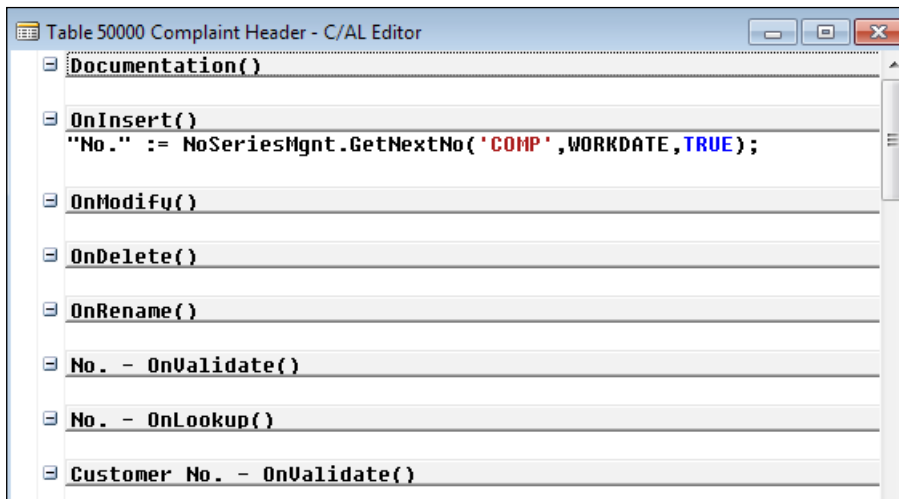 Table 50000 Complaint Header - C/AL Editor
Documentation()
OnInsert()
"No." := NoSeriesMgnt.GetNextNo('COMP',WORKDATE,TRUE);
OnModify()
OnDelete()
OnRename()
No. - OnValidate()
No. - OnLookup()
Customer No. - OnValidate()